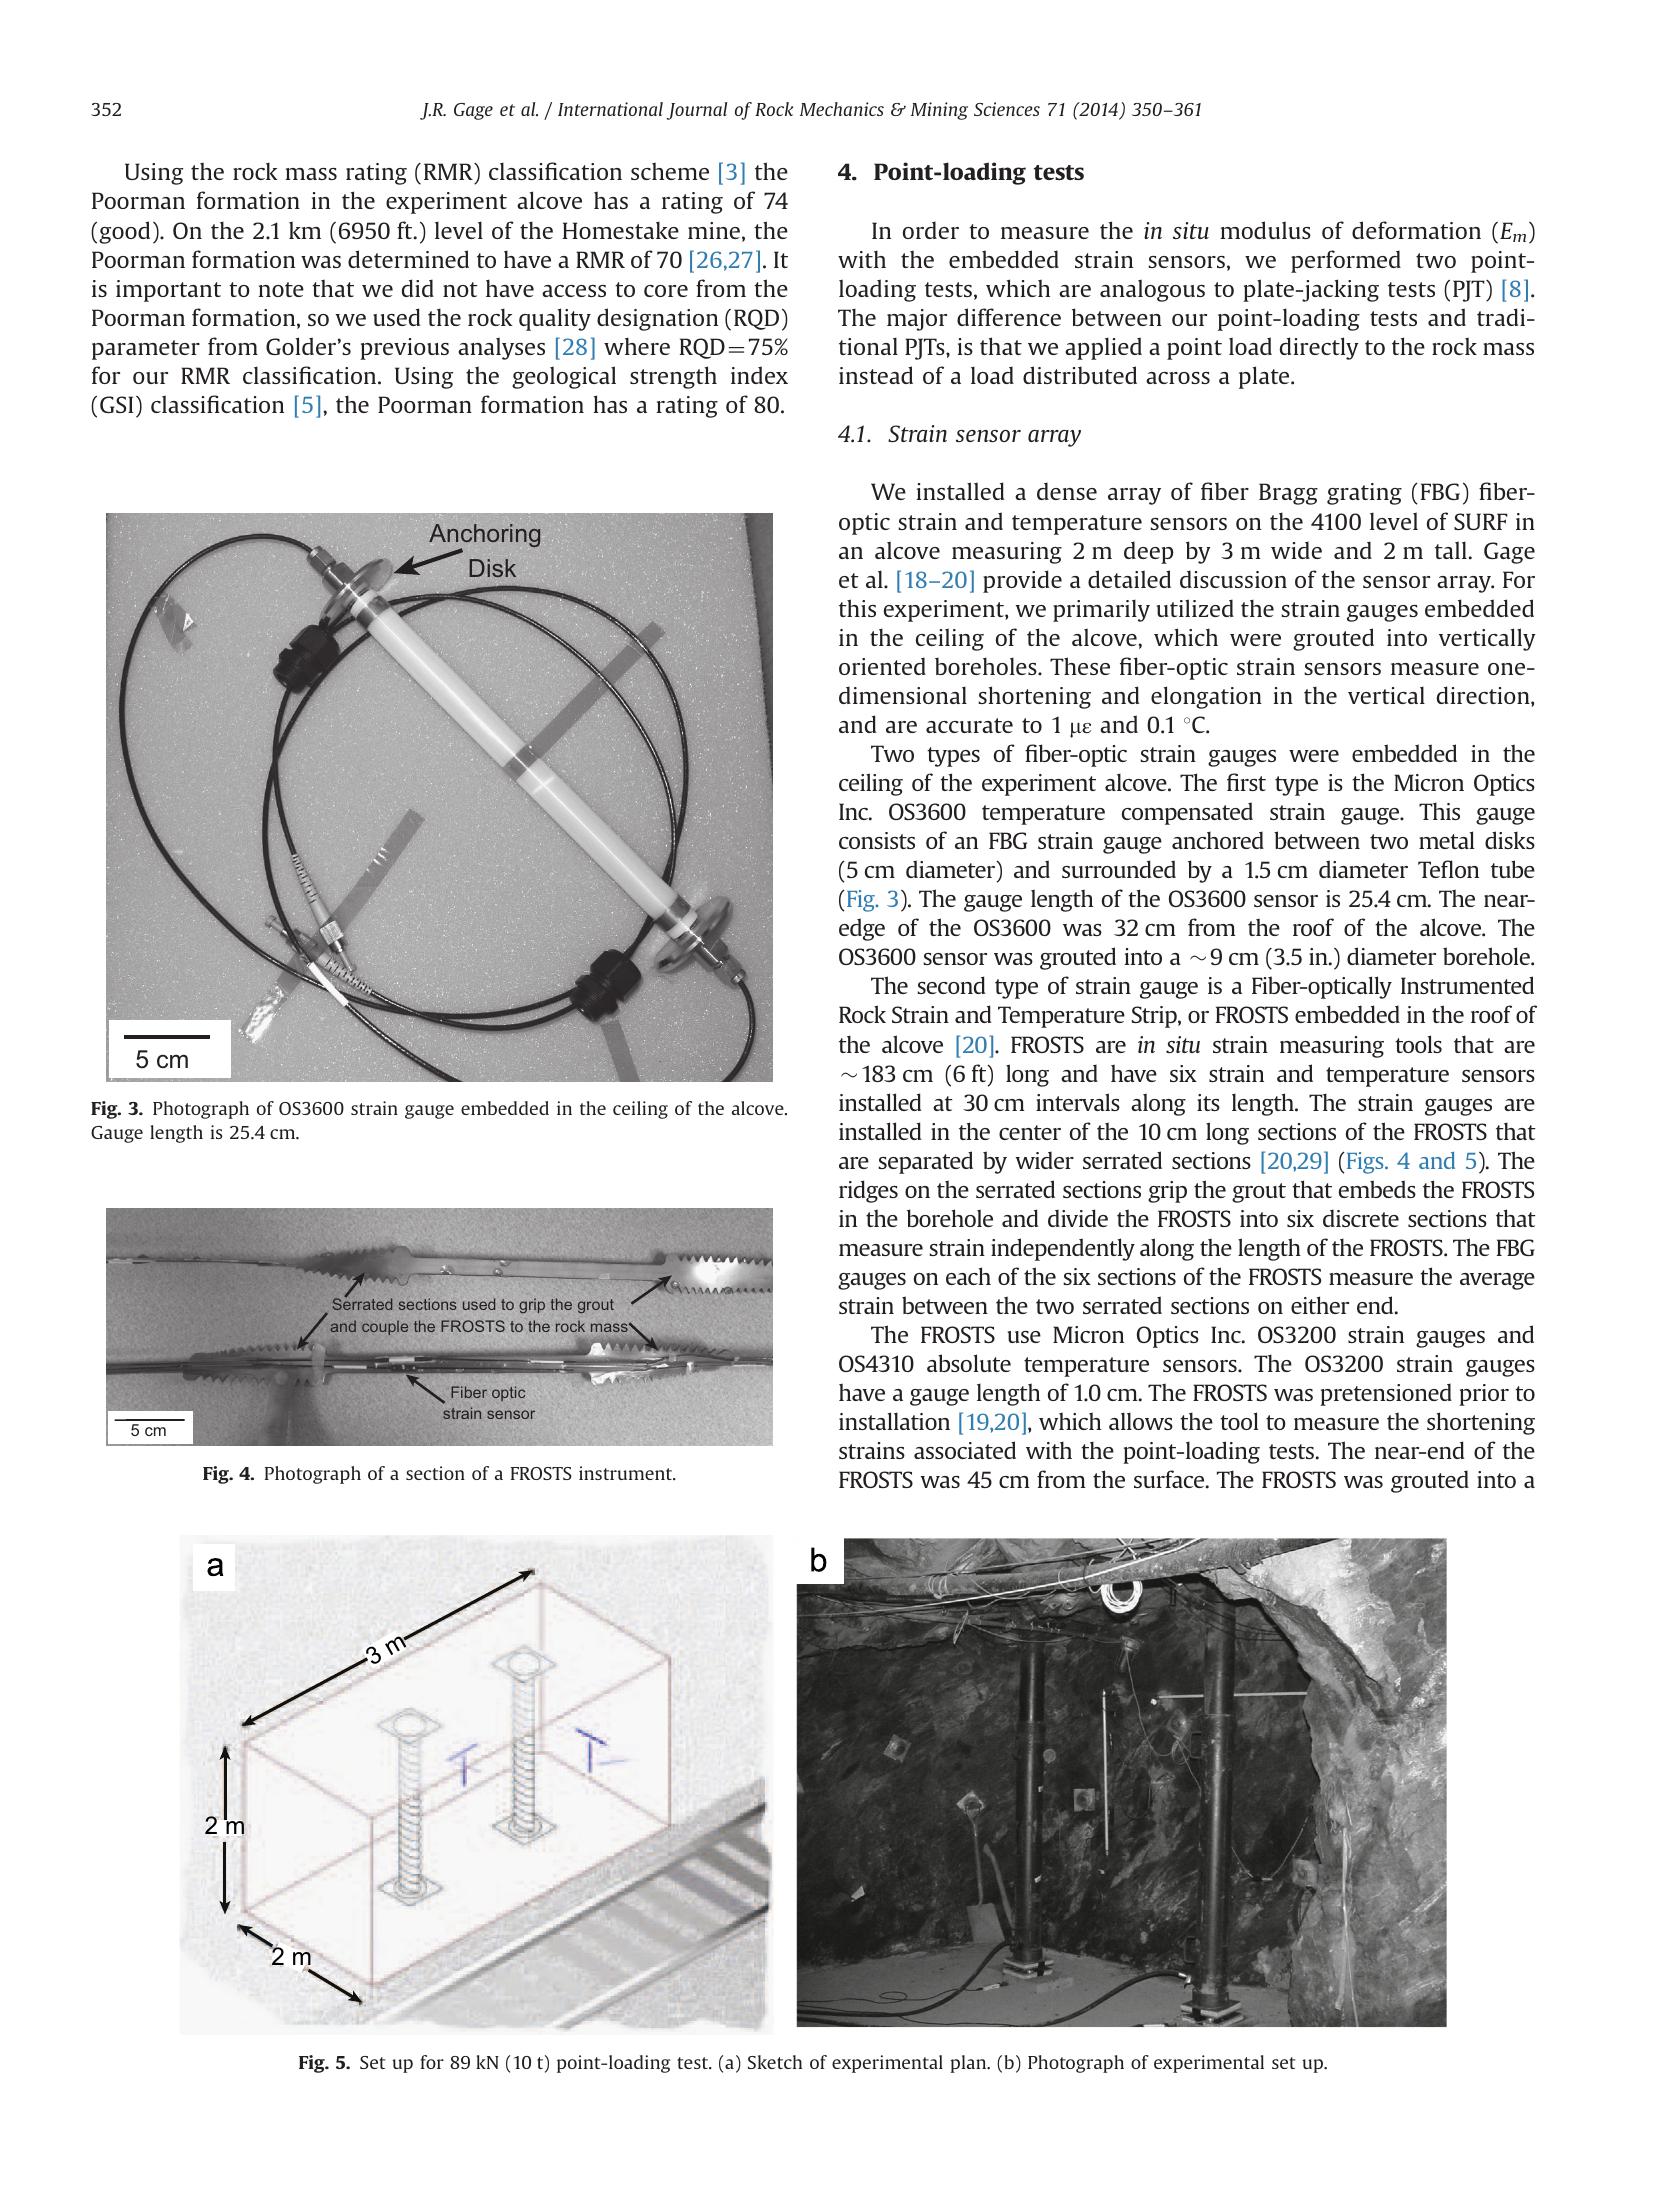 352
J.R. Gage et al. / International Journal of Rock Mechanics & Mining Sciences 71 (2014) 350–361
Using the rock mass rating (RMR) classification scheme [3] the
Poorman formation in the experiment alcove has a rating of 74
(good). On the 2.1 km (6950 ft.) level of the Homestake mine, the
Poorman formation was determined to have a RMR of 70 [26,27]. It
is important to note that we did not have access to core from the
Poorman formation, so we used the rock quality designation (RQD)
parameter from Golder's previous analyses [28] where RQD=75%
for our RMR classification. Using the geological strength index
(GSI) classification [5], the Poorman formation has a rating of 80.
Anchoring
Disk
5 cm
Fig. 3. Photograph of OS3600 strain gauge embedded in the ceiling of the alcove.
Gauge length is 25.4 cm.
Serrated sections used to grip the grout
and couple the FROSTS to the rock mass
Fiber optic
strain sensor
5 cm
Fig. 4. Photograph of a section of a FROSTS instrument.
4. Point-loading tests
In order to measure the in situ modulus of deformation (Em)
with the embedded strain sensors, we performed two point-
loading tests, which are analogous to plate-jacking tests (PJT) [8].
The major difference between our point-loading tests and tradi-
tional PJTs, is that we applied a point load directly to the rock mass
instead of a load distributed across a plate.
4.1. Strain sensor array
We installed a dense array of fiber Bragg grating (FBG) fiber-
optic strain and temperature sensors on the 4100 level of SURF in
an alcove measuring 2 m deep by 3 m wide and 2 m tall. Gage
et al. [18–20] provide a detailed discussion of the sensor array. For
this experiment, we primarily utilized the strain gauges embedded
in the ceiling of the alcove, which were grouted into vertically
oriented boreholes. These fiber-optic strain sensors measure one-
dimensional shortening and elongation in the vertical direction,
and are accurate to 1 με and 0.1 °C.
Two types of fiber-optic strain gauges were embedded in the
ceiling of the experiment alcove. The first type is the Micron Optics
Inc. OS3600 temperature compensated strain gauge. This gauge
consists of an FBG strain gauge anchored between two metal disks
(5 cm diameter) and surrounded by a 1.5 cm diameter Teflon tube
(Fig. 3). The gauge length of the OS3600 sensor is 25.4 cm. The near-
edge of the OS3600 was 32 cm from the roof of the alcove. The
OS3600 sensor was grouted into a ~9 cm (3.5 in.) diameter borehole.
The second type of strain gauge is a Fiber-optically Instrumented
Rock Strain and Temperature Strip, or FROSTS embedded in the roof of
the alcove [20]. FROSTS are in situ strain measuring tools that are
~183 cm (6 ft) long and have six strain and temperature sensors
installed at 30 cm intervals along its length. The strain gauges are
installed in the center of the 10 cm long sections of the FROSTS that
are separated by wider serrated sections [20,29] (Figs. 4 and 5). The
ridges on the serrated sections grip the grout that embeds the FROSTS
in the borehole and divide the FROSTS into six discrete sections that
measure strain independently along the length of the FROSTS. The FBG
gauges on each of the six sections of the FROSTS measure the average
strain between the two serrated sections on either end.
The FROSTS use Micron Optics Inc. OS3200 strain gauges and
OS4310 absolute temperature sensors. The OS3200 strain gauges
have a gauge length of 1.0 cm. The FROSTS was pretensioned prior to
installation [19,20], which allows the tool to measure the shortening
strains associated with the point-loading tests. The near-end of the
FROSTS was 45 cm from the surface. The FROSTS was grouted into a
a
3 m
2 m
2 m
b
Fig. 5. Set up for 89 kN (10 t) point-loading test. (a) Sketch of experimental plan. (b) Photograph of experimental set up.